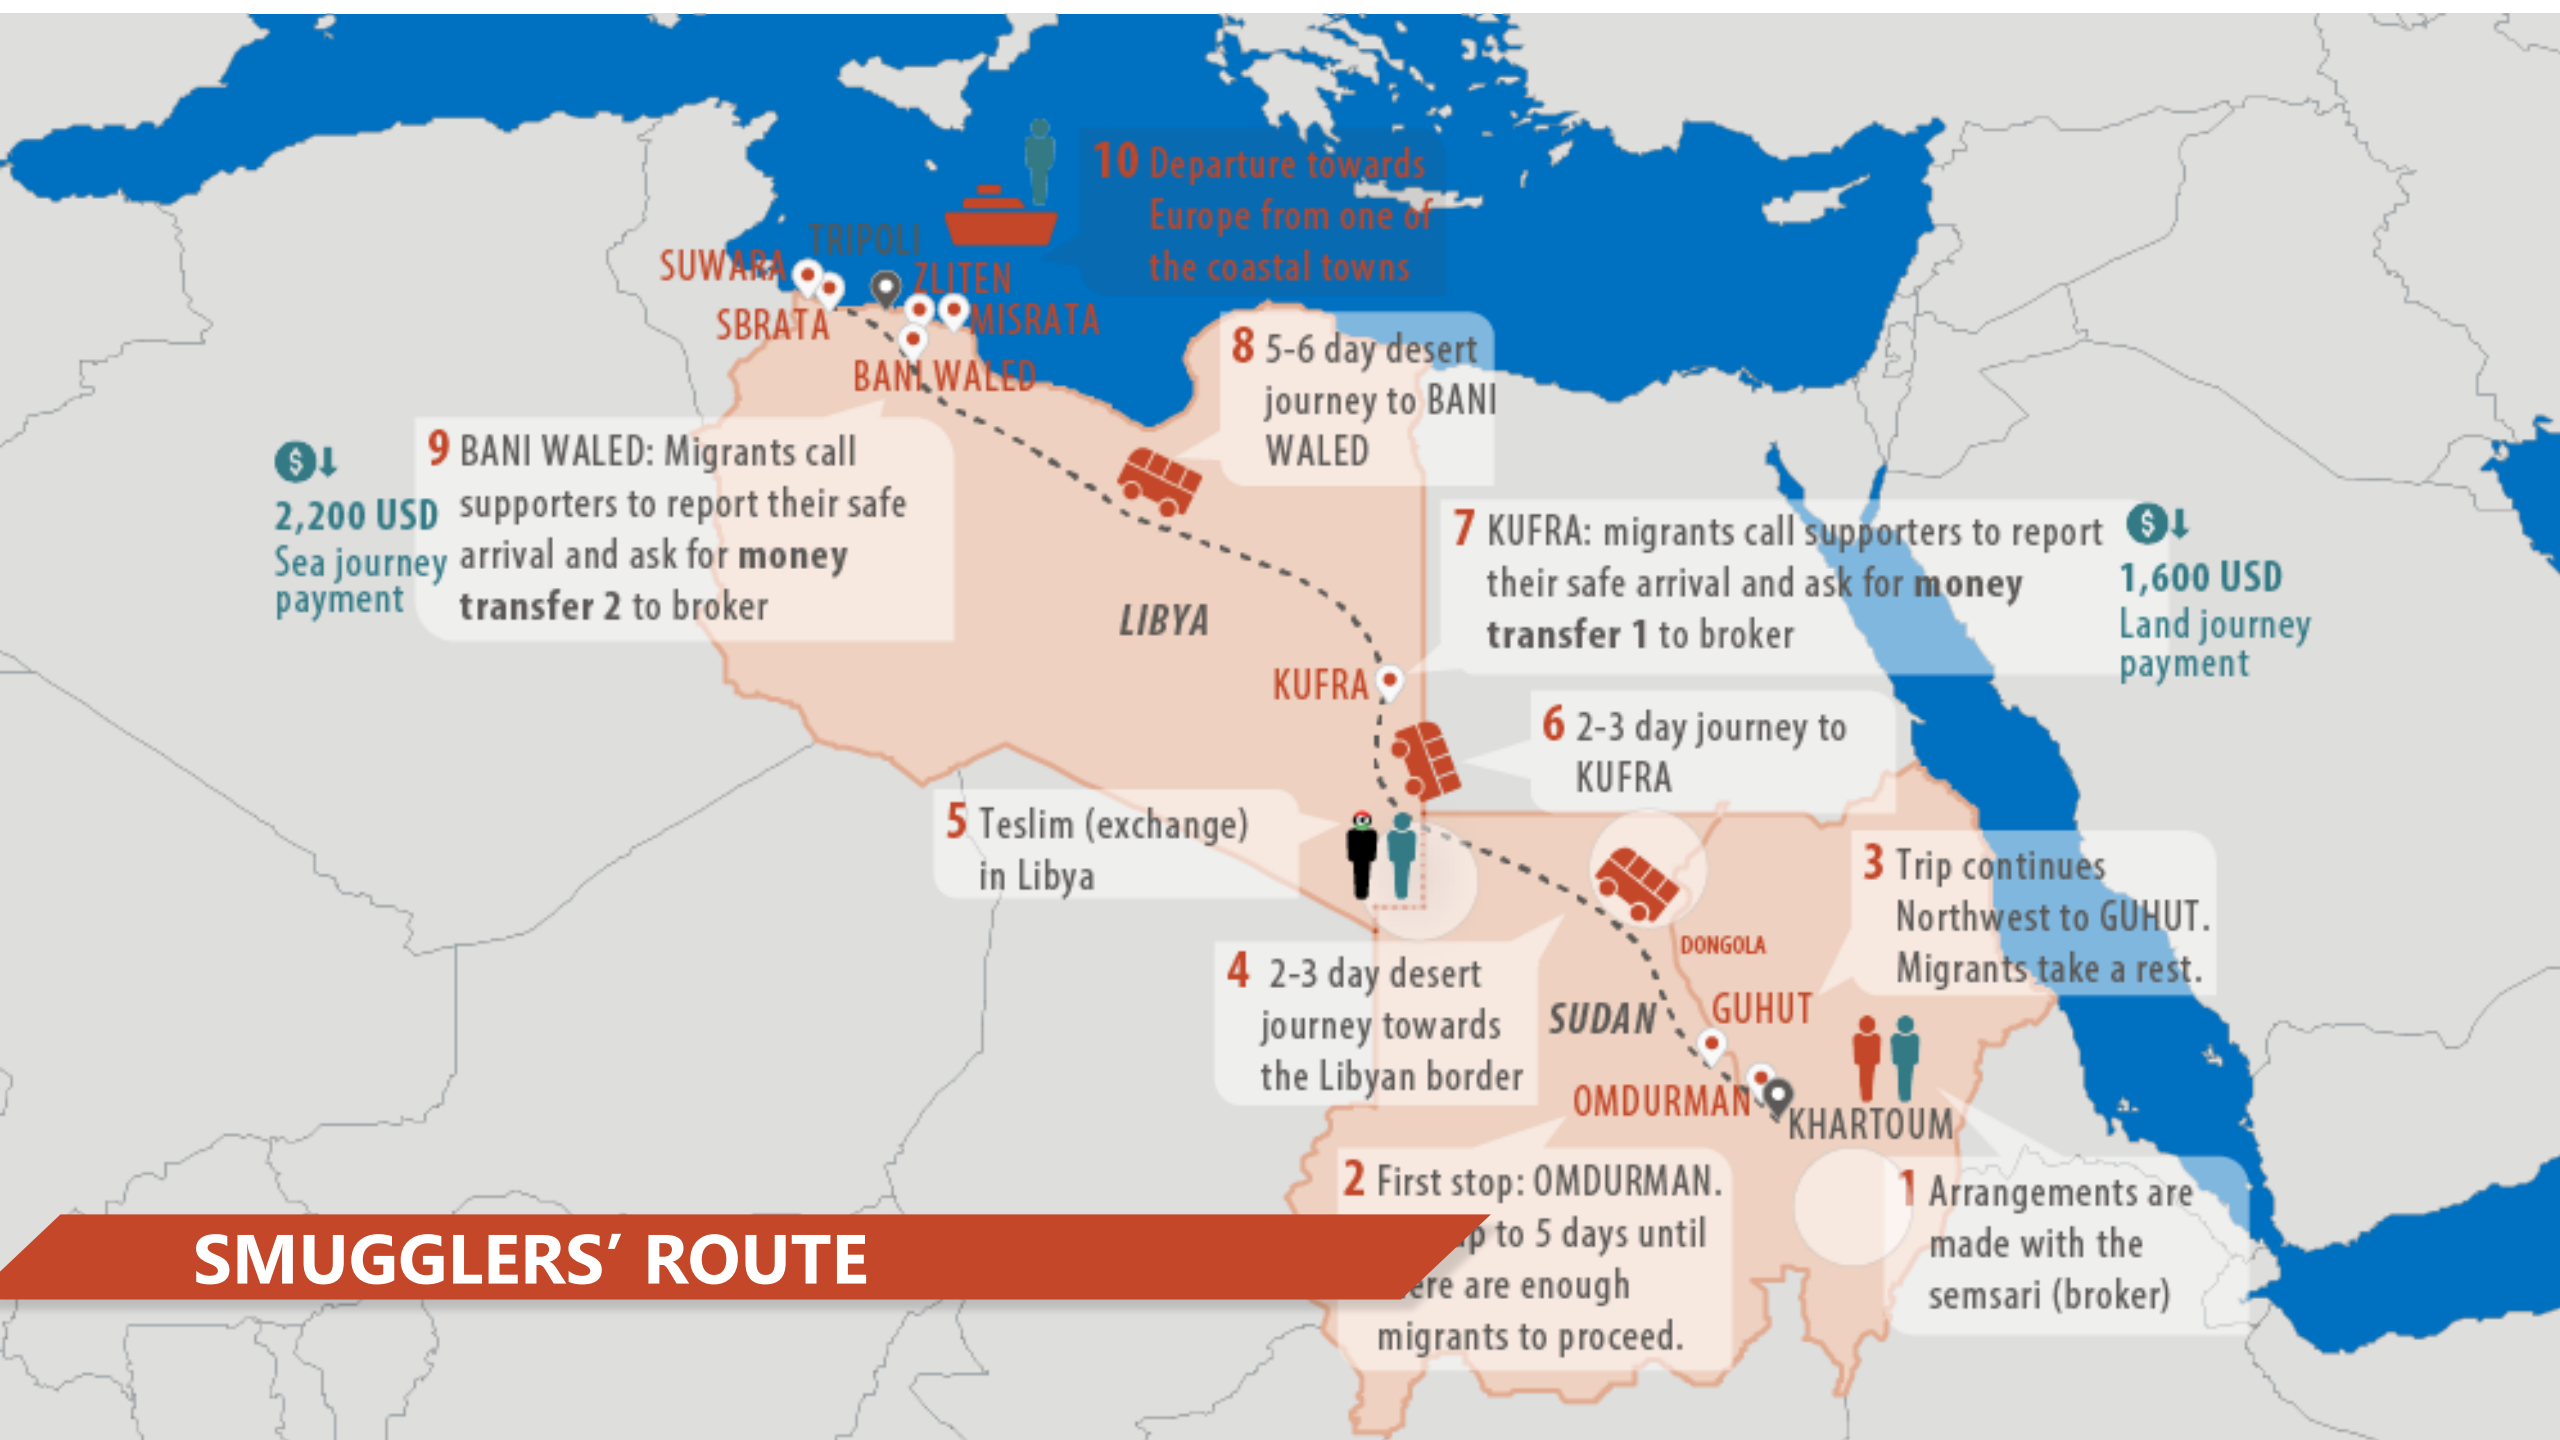 10 Departure towards
Europe from one of
the coastal towns
TRIPOLI
SUWARA
ZLITEN
SBRATA
MISRATA
BANI WALED
8 5-6 day desert
journey to BANI
WALED
9 BANI WALED: Migrants call
supporters to report their safe
arrival and ask for money
transfer 2 to broker
2,200 USD
Sea journey
payment
7 KUFRA: migrants call supporters to report
their safe arrival and ask for money
transfer 1 to broker
1,600 USD
Land journey
payment
LIBYA
KUFRA
6 2-3 day journey to
KUFRA
5 Teslim (exchange)
in Libya
3 Trip continues
Northwest to GUHUT.
Migrants take a rest.
DONGOLA
4 2-3 day desert
journey towards
the Libyan border
SUDAN
GUHUT
OMDURMAN
KHARTOUM
2 First stop: OMDURMAN.
to 5 days until
are enough
migrants to proceed.
1 Arrangements are
made with the
semsari (broker)
SMUGGLERS’ ROUTE